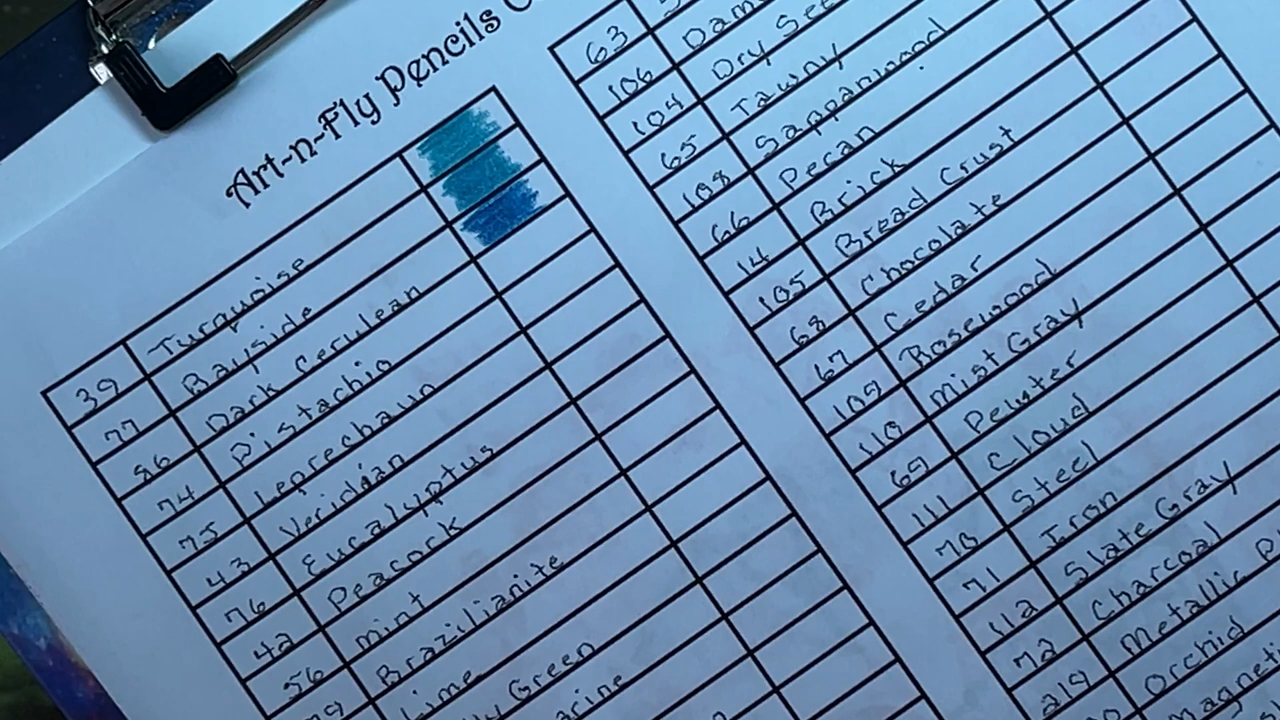 Art-n-Fly Pencils
39 Turquoise
77 Bayside
86 Dark Cerulean
74 Pistachio
75 Leprechaun
43 Veridian
76 Eucalyptus
42 Peacock
56 mint
Brazilianite
Lime
Green
63
106 Dry
104 Tawny
65 Sappanwood
108 Pecan
66 Brick
14 Bread Crust
105 Chocolate
68 Cedar
67 Rosewood
109 Mist Gray
110 Pewter
69 Cloud
111 Steel
70 Iron
71 Slate Gray
112 Charcoal
72 Metallic
219 Orchid